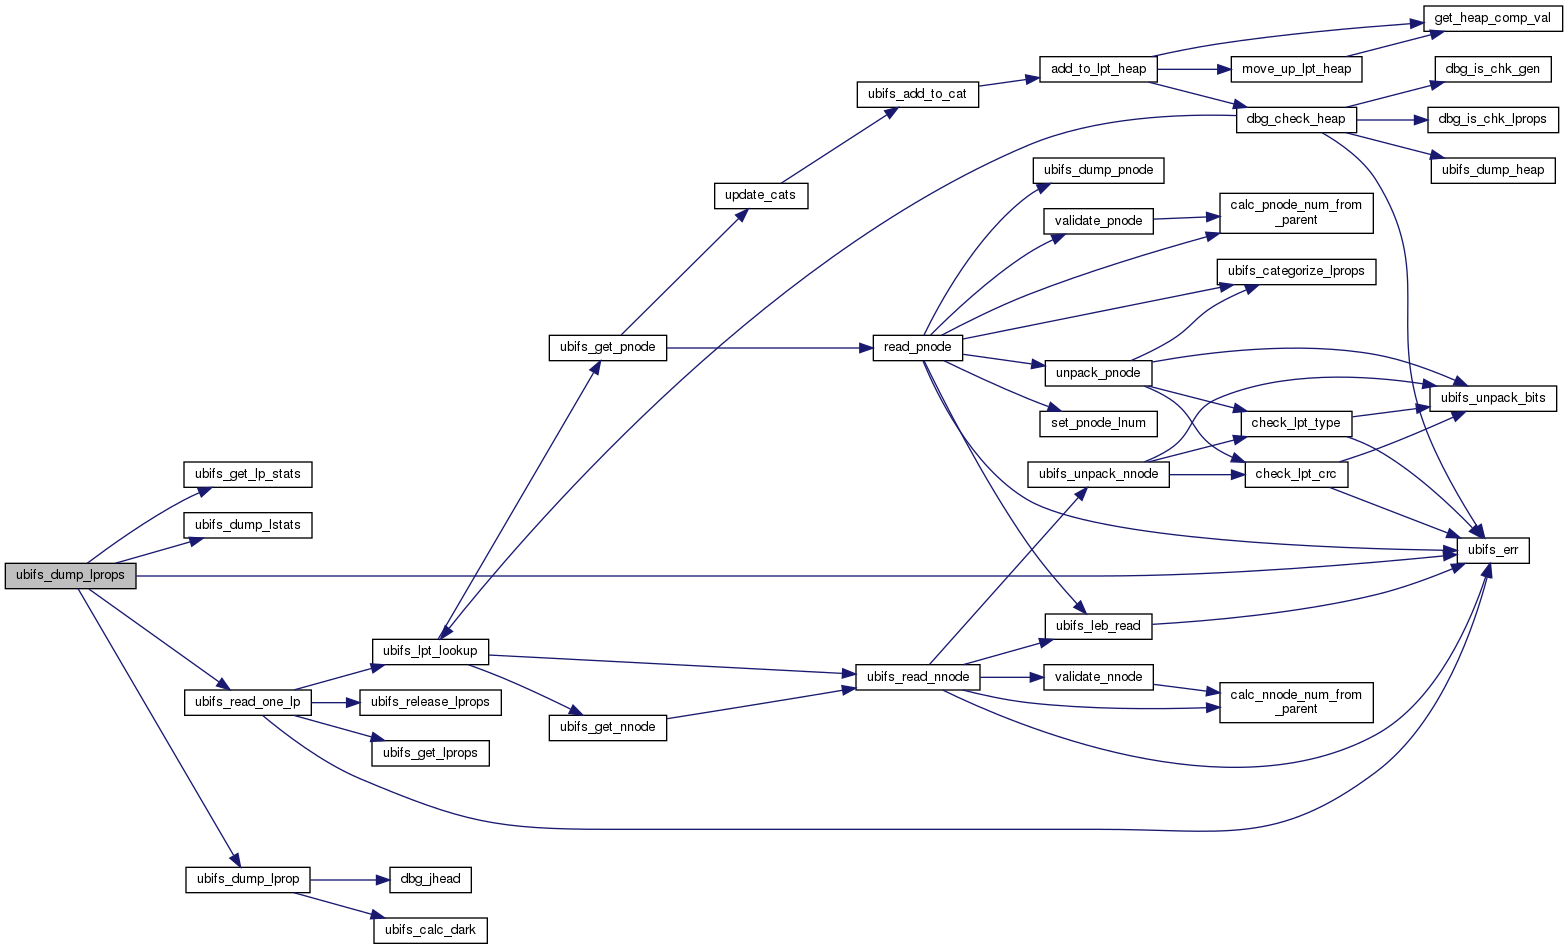 get_heap_comp_val
add_to_lpt_heap
move_up_lpt_heap
dbg_is_chk_gen
ubifs_add_to_cat
dbg_check_heap
dbg_is_chk_lprops
ubifs_dump_pnode
ubifs_dump_heap
update_cats
calc_pnode_num_from
_parent
validate_pnode
ubifs_categorize_lprops
ubifs_get_pnode
read_pnode
unpack_pnode
ubifs_unpack_bits
set_pnode_lnum
check_lpt_type
ubifs_get_lp_stats
ubifs_unpack_nnode
check_lpt_crc
ubifs_dump_lstats
ubifs_err
ubifs_dump_lprops
ubifs_leb_read
ubifs_lpt_lookup
ubifs_read_nnode
validate_nnode
ubifs_read_one_lp
ubifs_release_lprops
calc_nnode_num_from
_parent
ubifs_get_nnode
ubifs_get_lprops
ubifs_dump_lprop
dbg_jhead
ubifs_calc_dark